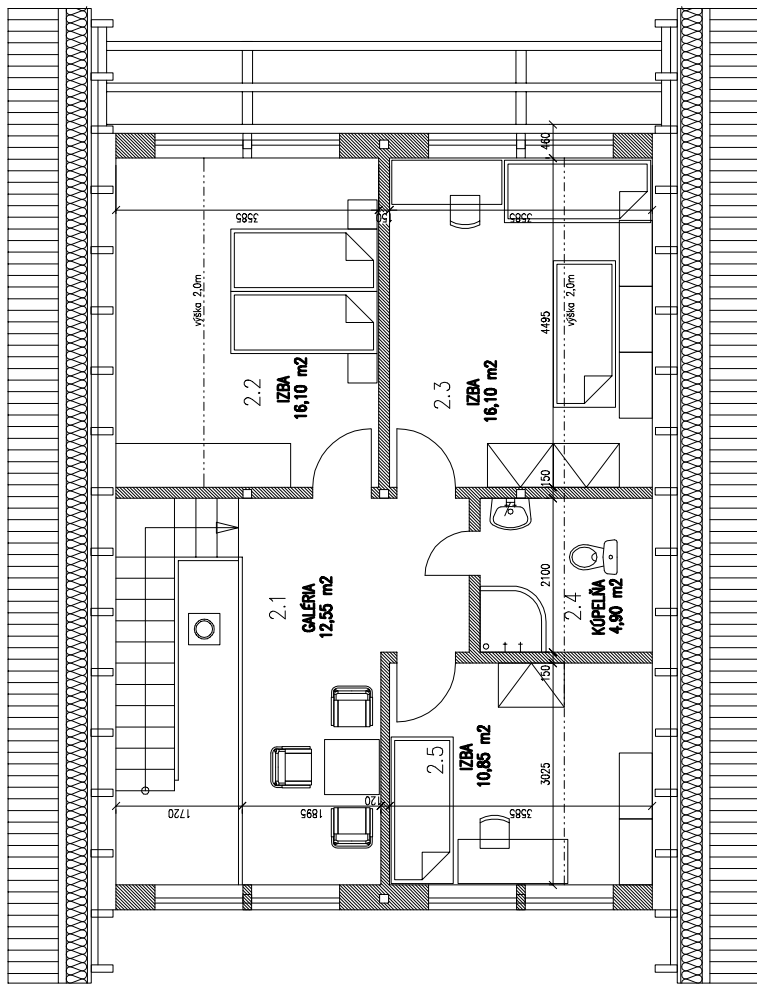 460
3585
150
3585
výška 2,0m
4495
výška 2,0m
2.2
IZBA
16,10 m2
2.3
IZBA
16,10 m2
150
2.1
GALÉRIA
12,55 m2
2100
2.4
KÚPEĽŇA
4,90 m2
150
2.5
IZBA
10,85 m2
3025
1720
1895
120
3585